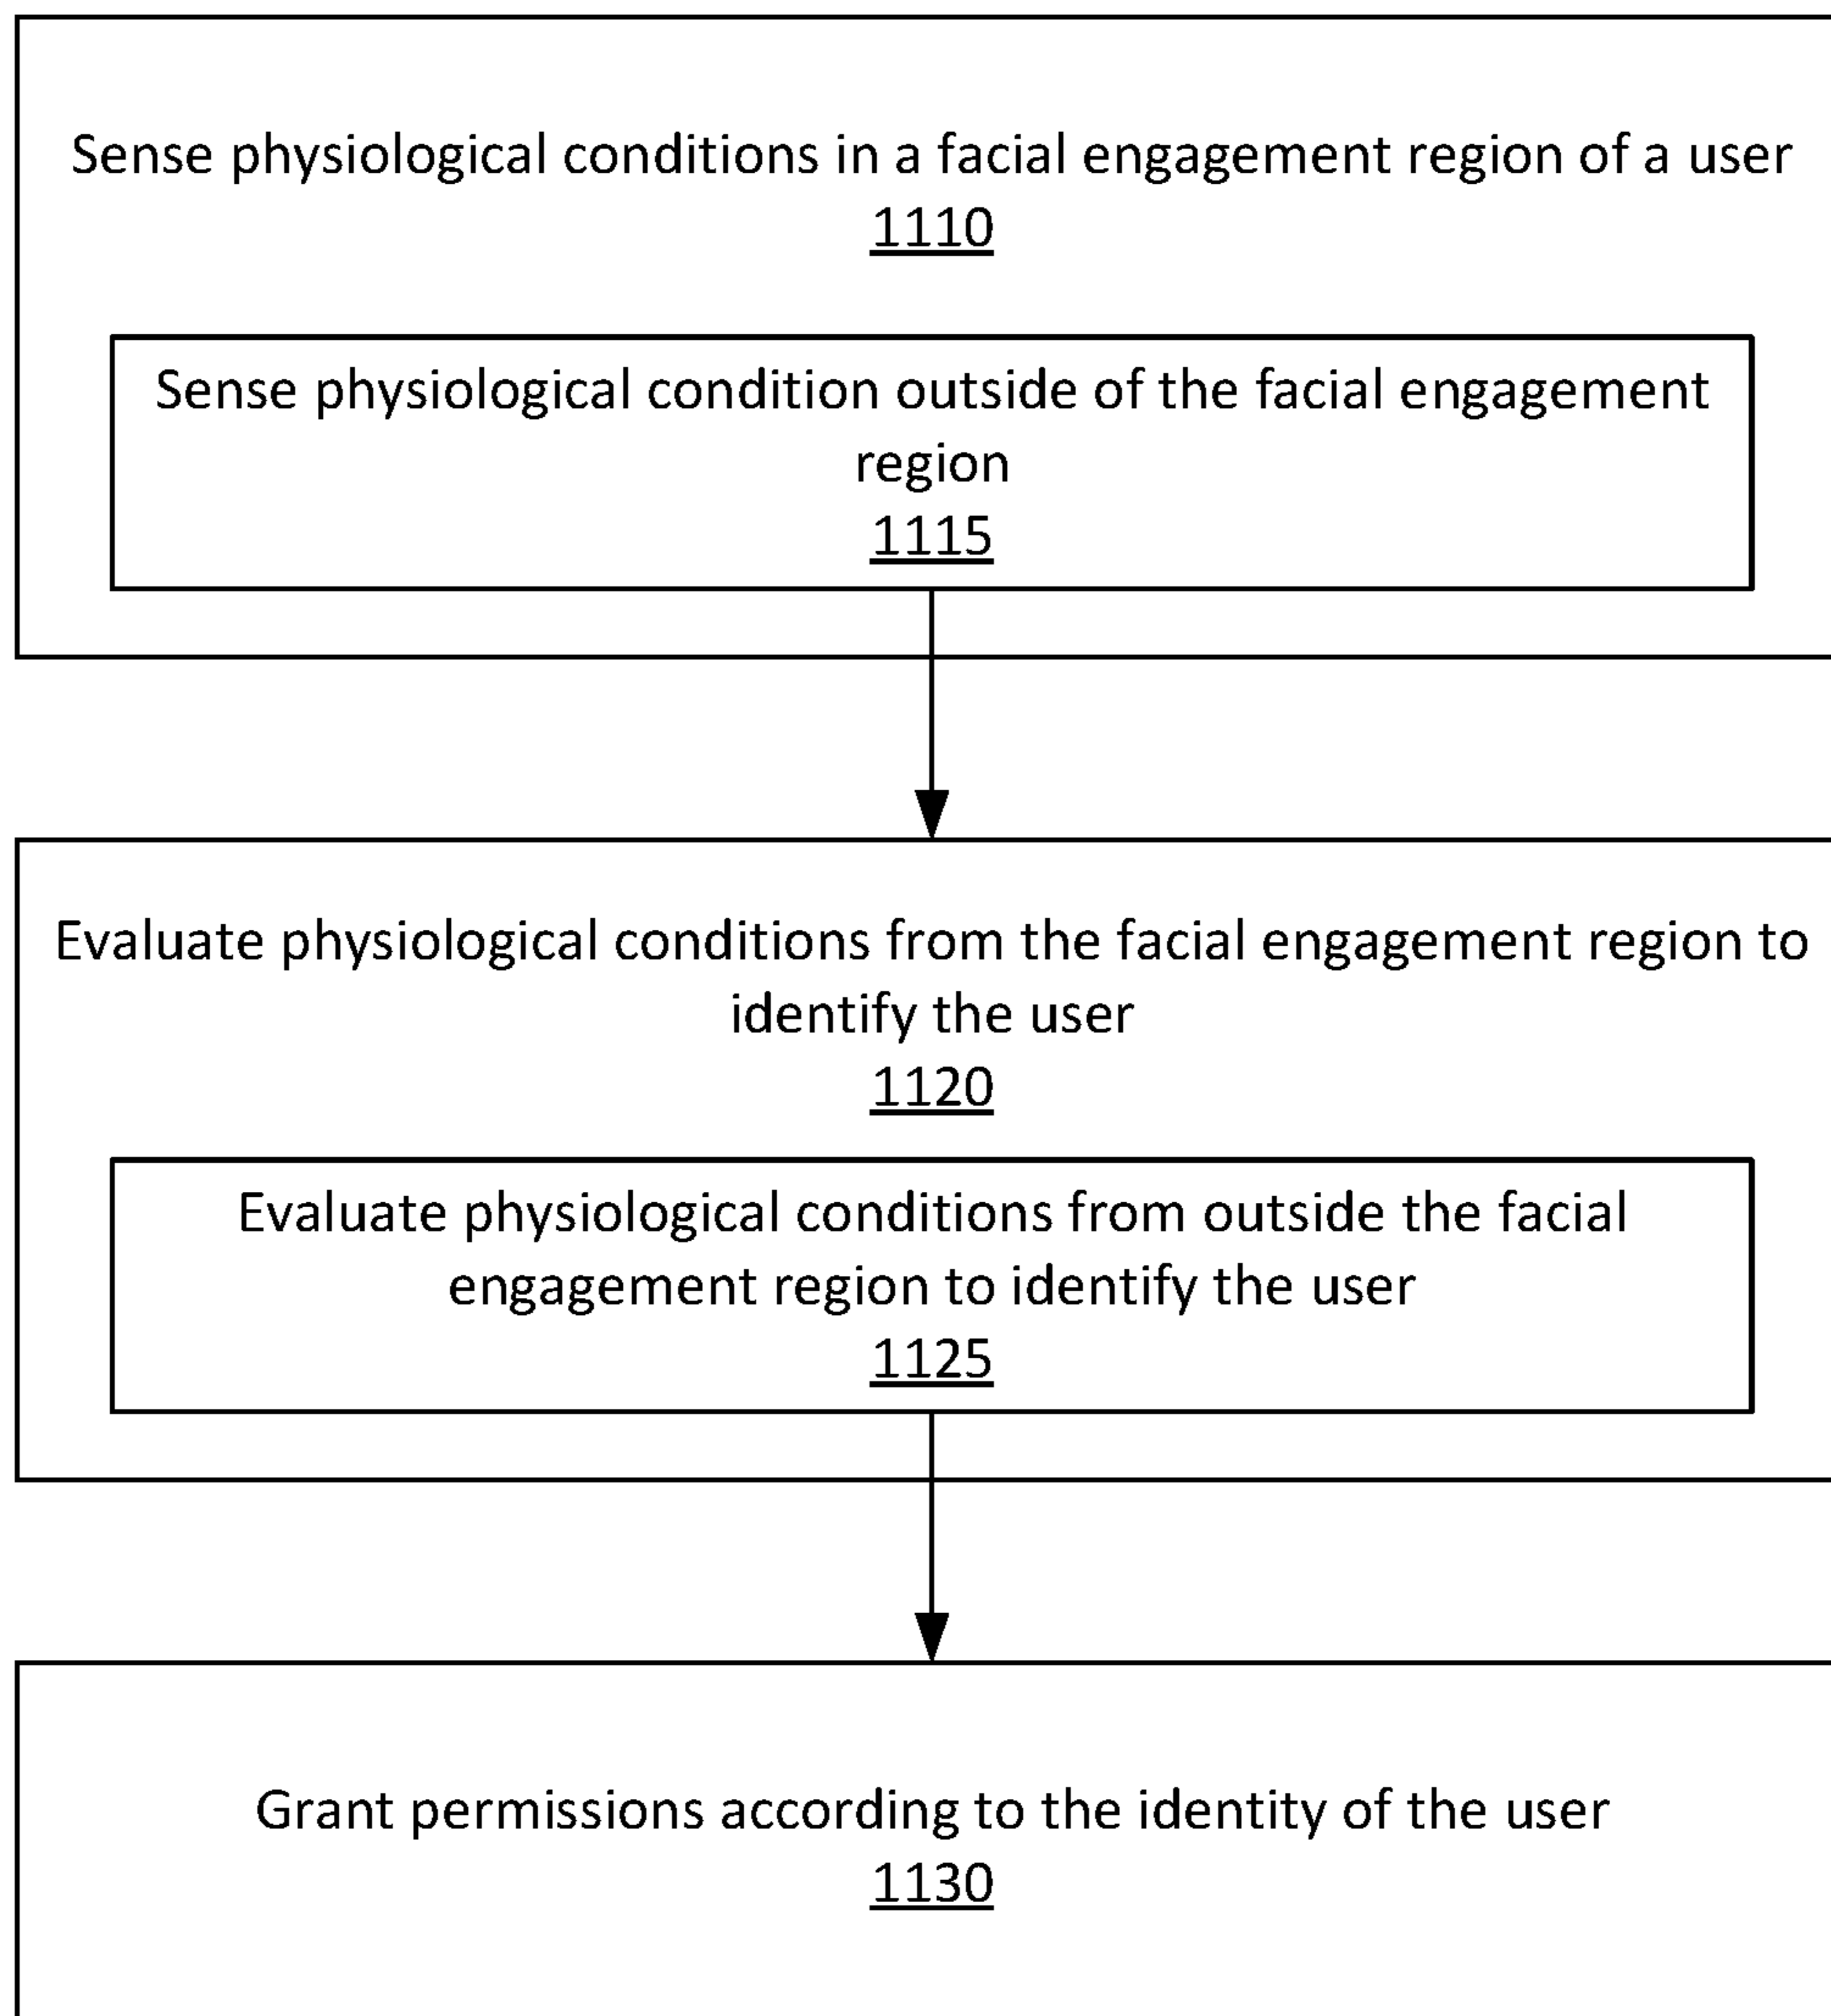 Sense physiological conditions in a facial engagement region of a user
1110
Sense physiological condition outside of the facial engagement
region
1115
Evaluate physiological conditions from the facial engagement region to
identify the user
1120
Evaluate physiological conditions from outside the facial
engagement region to identify the user
1125
Grant permissions according to the identity of the user
1130